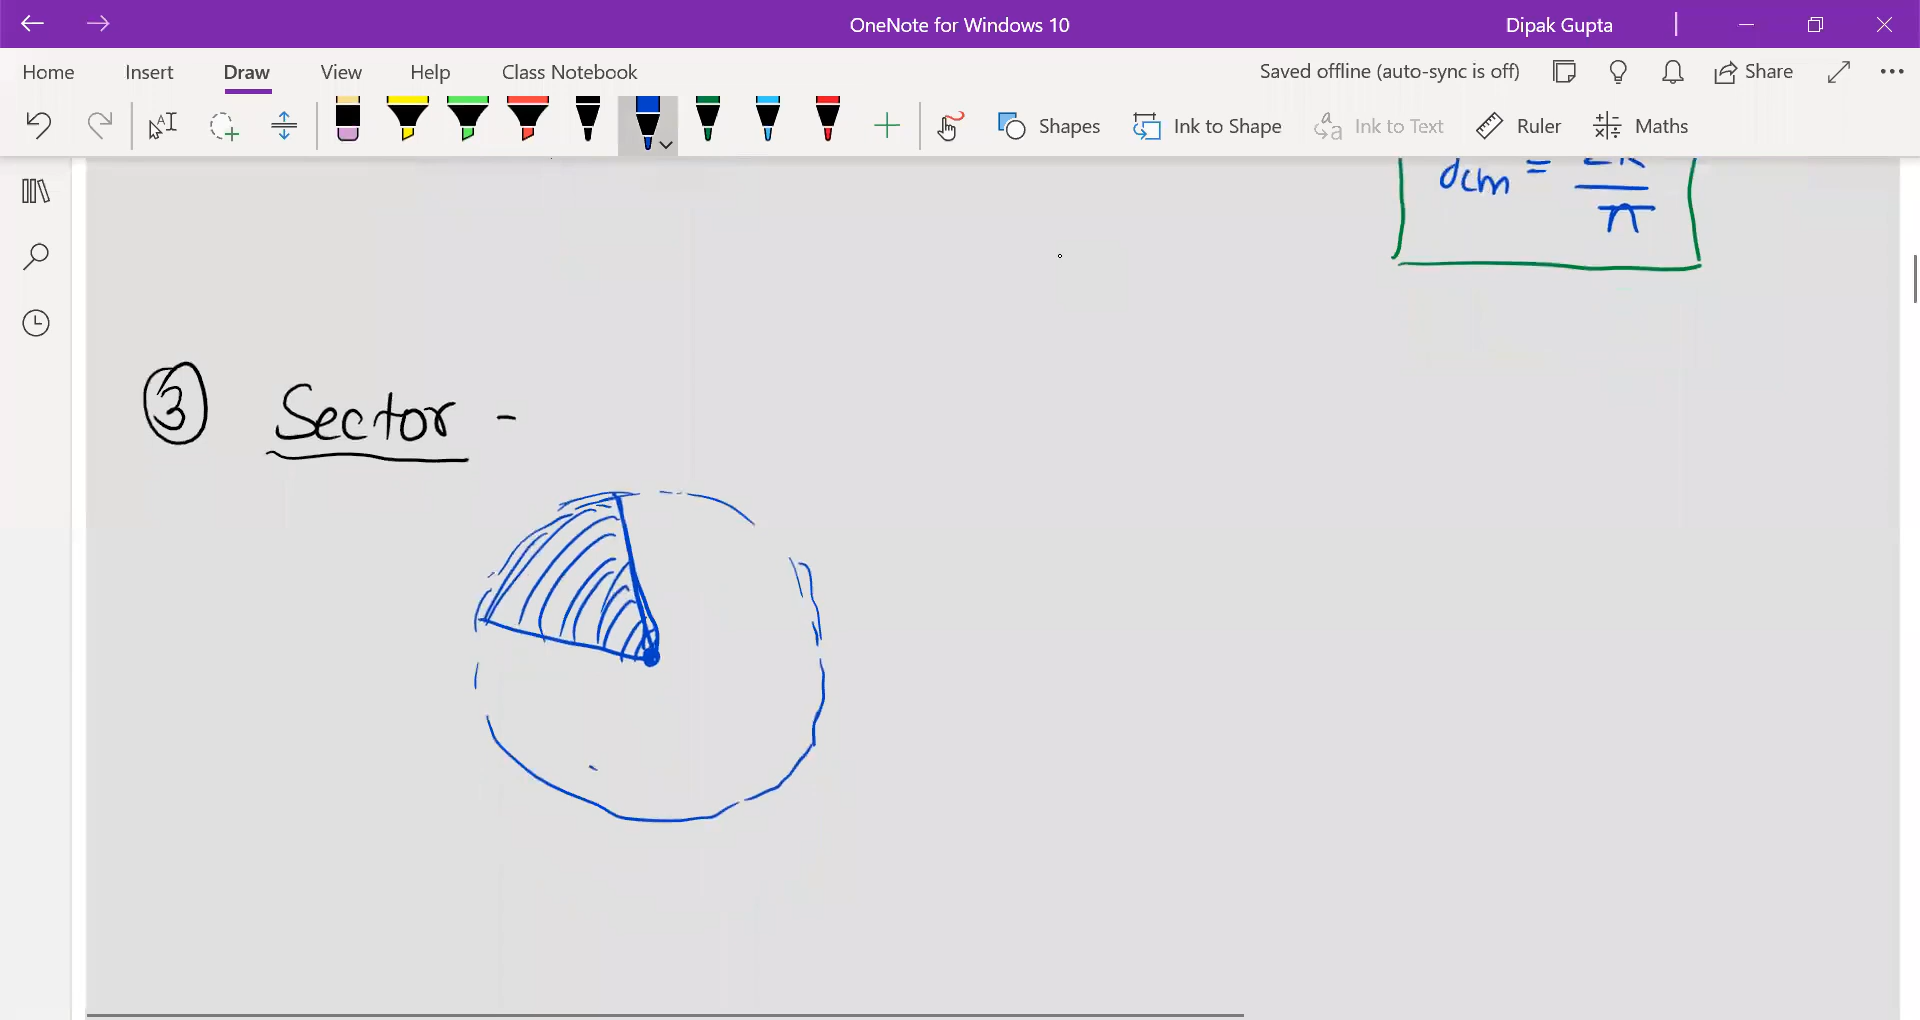 OneNote for Windows 10
Dipak Gupta
Home Insert Draw View Help Class Notebook
Saved offline (auto-sync is off) Share
Shapes Ink to Shape Ink to Text Ruler Maths
dcm = 2R/π
③ Sector -